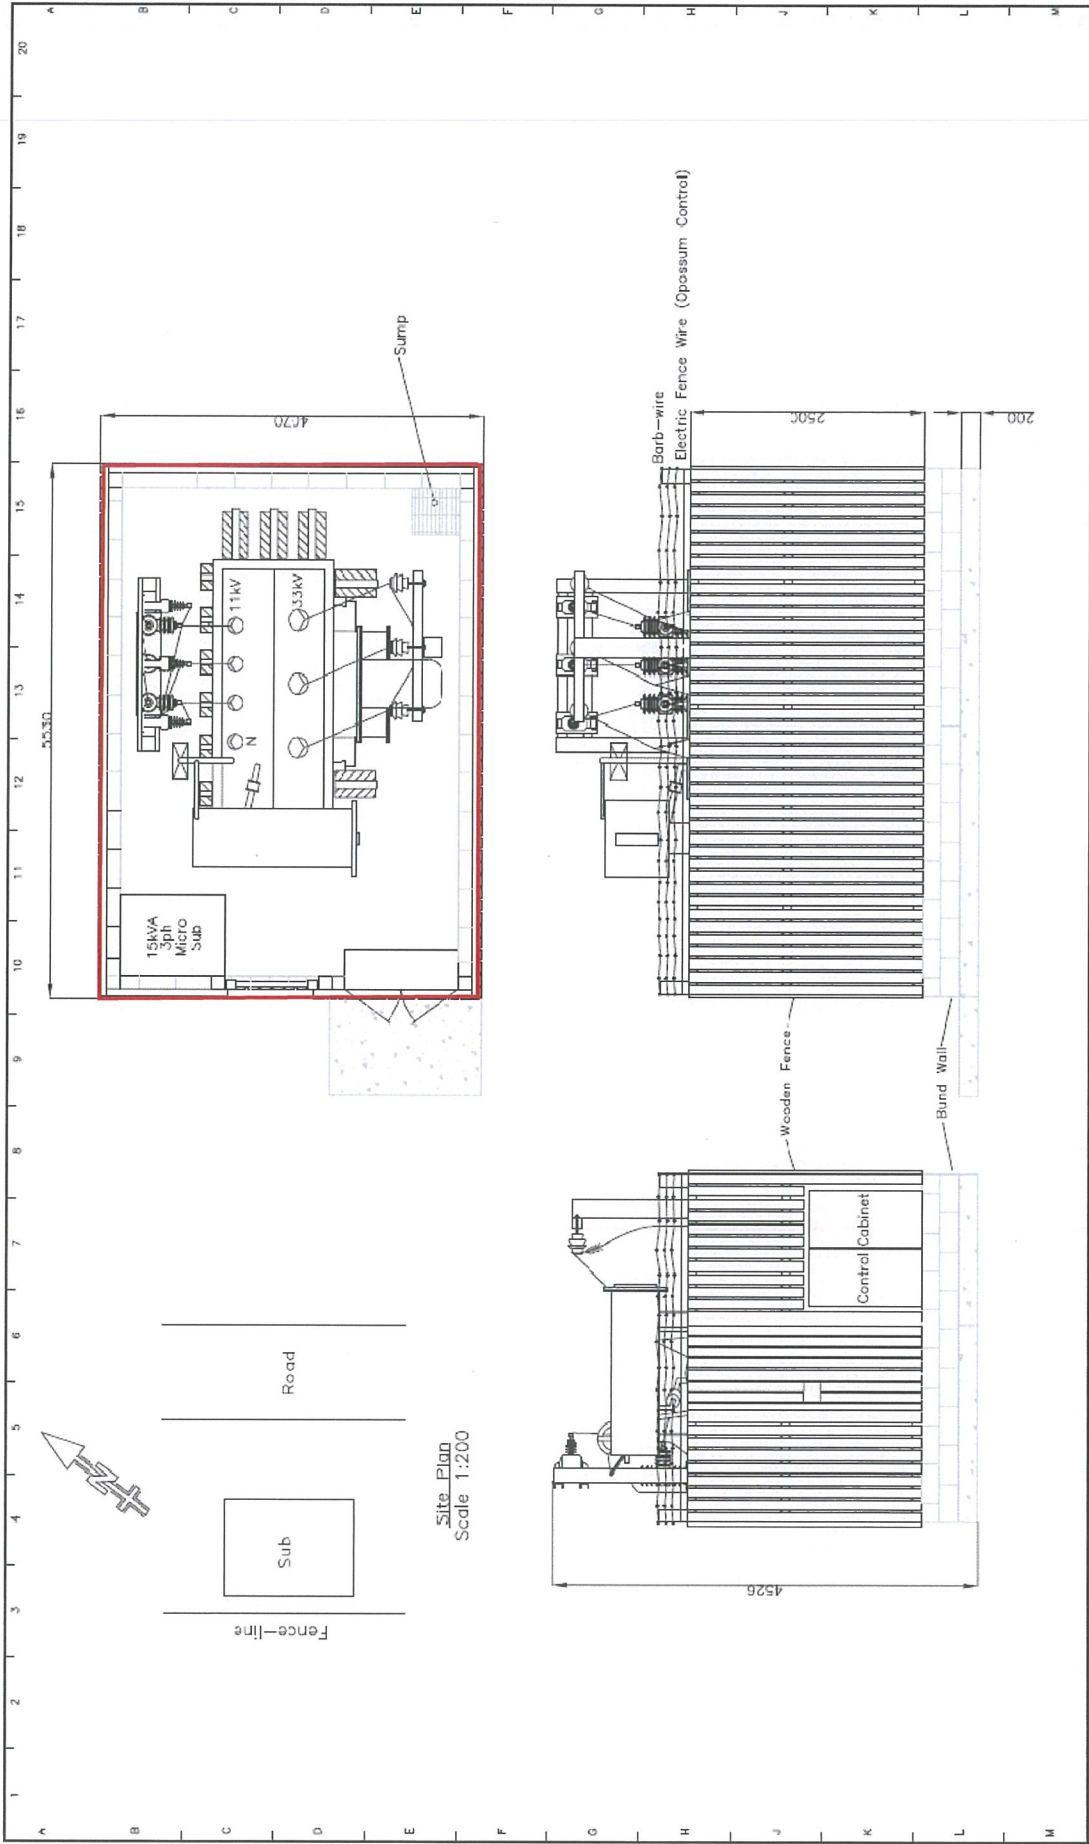 1 2 3 4 5 6 7 8 9 10 11 12 13 14 15 16 17 18 19 20
A
B
C
D
E
F
G
H
J
K
L
M
A
B
C
D
E
F
G
H
J
K
L
M
N
Fence-line
Sub
Road
Site Plan
Scale 1:200
4070
15kVA
3ph
Micro
Sub
N
11kV
33kV
Sump
4526
Control Cabinet
Wooden Fence
Bund Wall
Barb-wire
Electric Fence Wire (Opossum Control)
2500
200